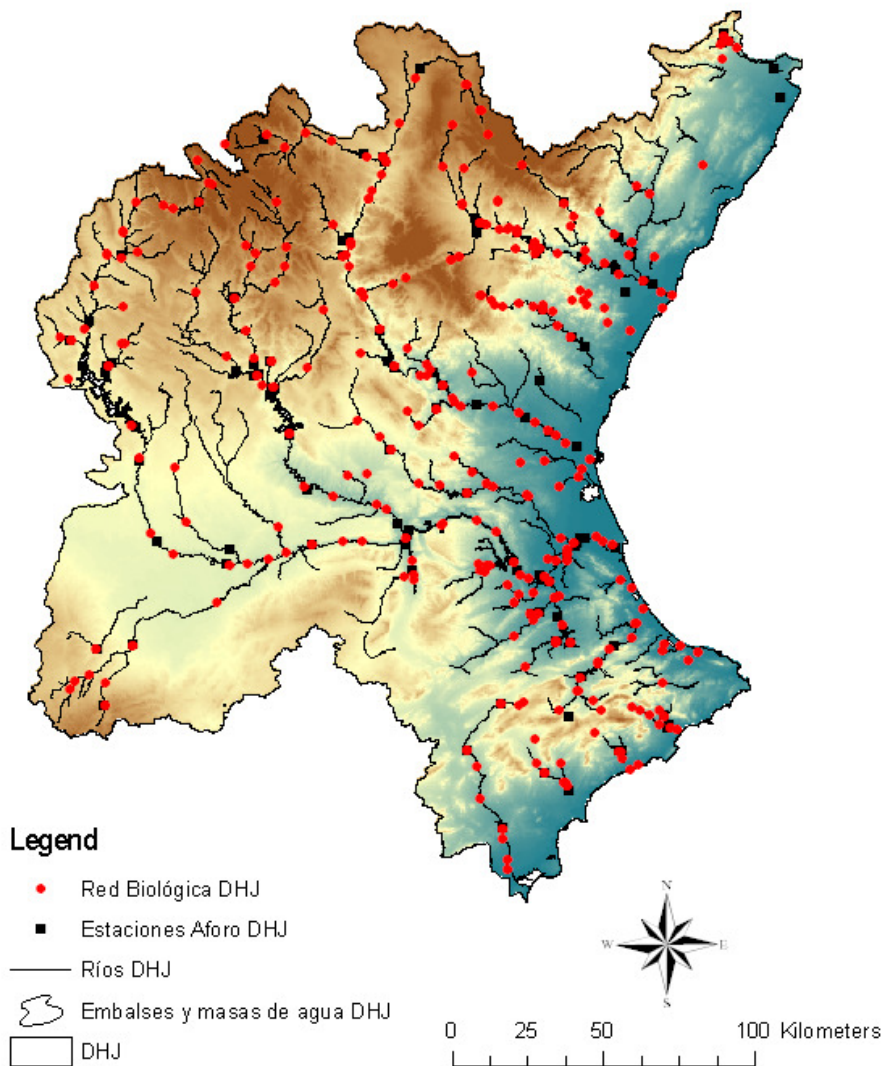 Legend
Red Biológica DHJ
Estaciones Aforo DHJ
Ríos DHJ
Embalses y masas de agua DHJ
DHJ
N
W E
S
0 25 50 100 Kilometers